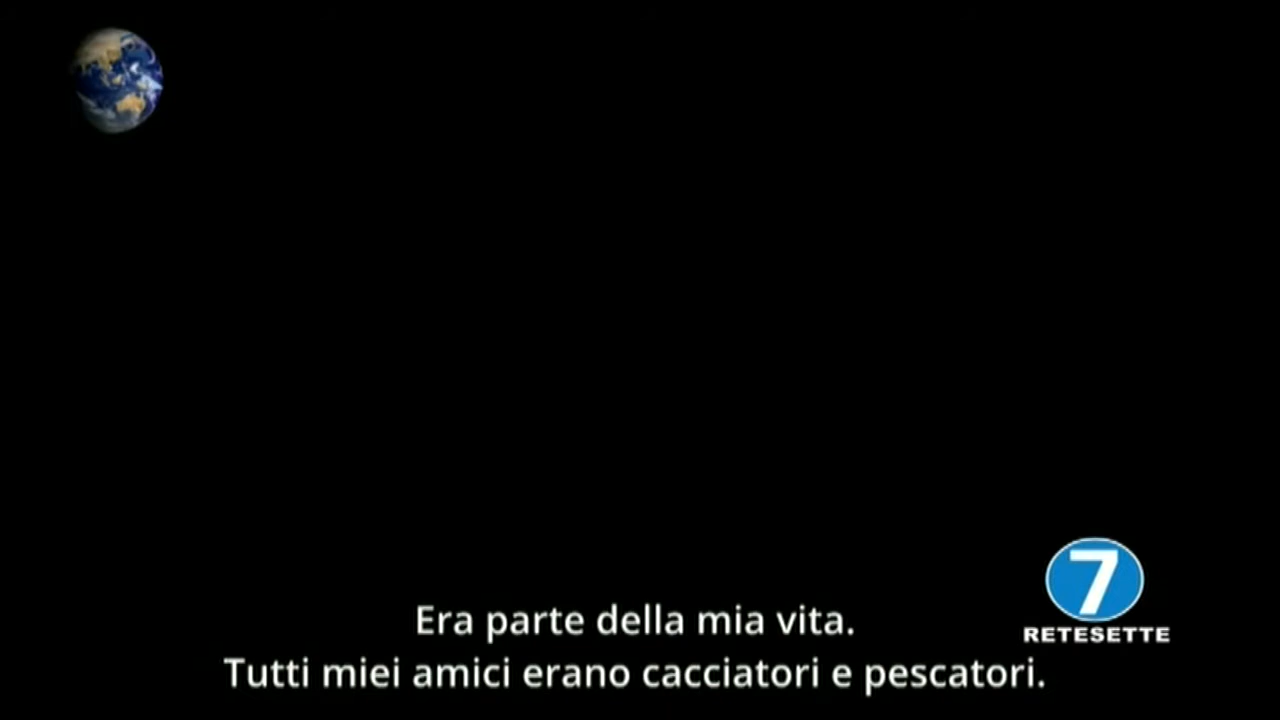 7
RETESETTE
Era parte della mia vita.
Tutti miei amici erano cacciatori e pescatori.